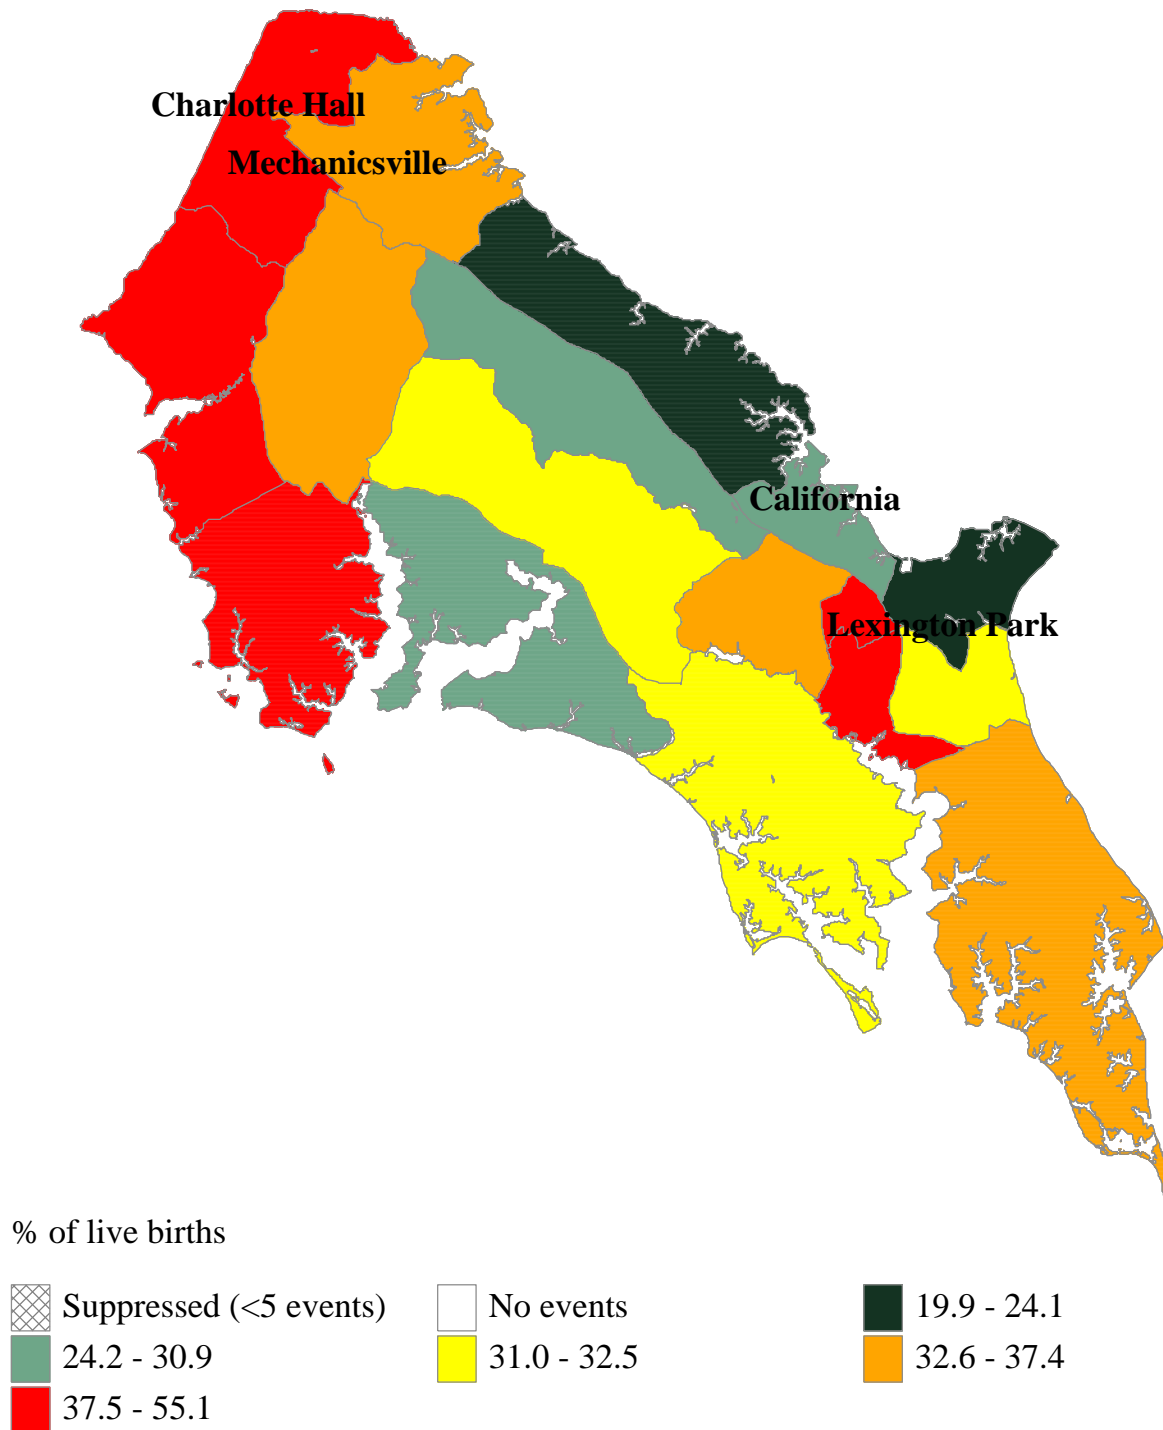 Charlotte Hall
Mechanicsville
California
Lexington Park
% of live births
Suppressed (<5 events)
No events
19.9 - 24.1
24.2 - 30.9
31.0 - 32.5
32.6 - 37.4
37.5 - 55.1